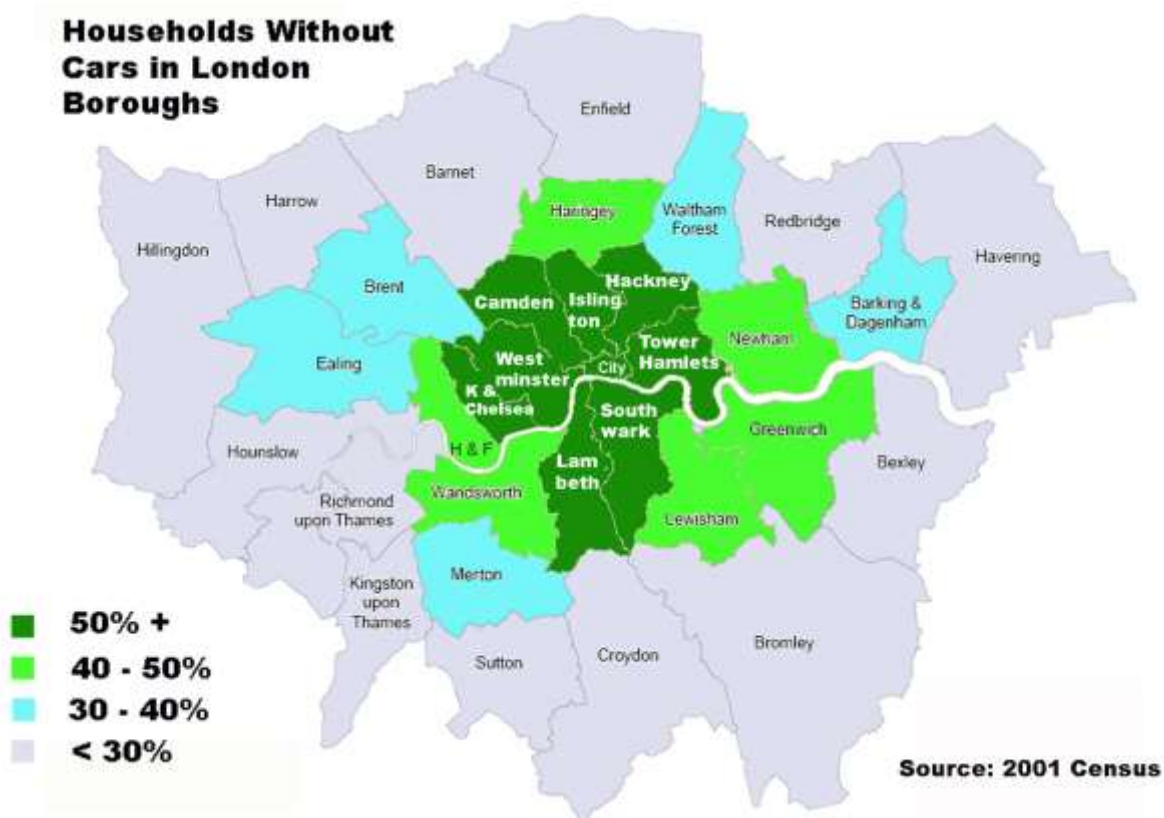 Households Without
Cars in London
Boroughs
Enfield
Barnet
Harrow
Hillingdon
Haringey
Waltham
Forest
Redbridge
Havering
Brent
Camden
Isling
ton
Hackney
Barking &
Dagenham
Newham
Tower
Hamlets
City
West
minster
K &
Chelsea
Ealing
South
wark
Greenwich
Hounslow
H & F
Lam
beth
Bexley
Wandsworth
Richmond
upon Thames
Lewisham
Merton
Kingston
upon
Thames
Sutton
Croydon
Bromley
50% +
40 - 50%
30 - 40%
< 30%
Source: 2001 Census